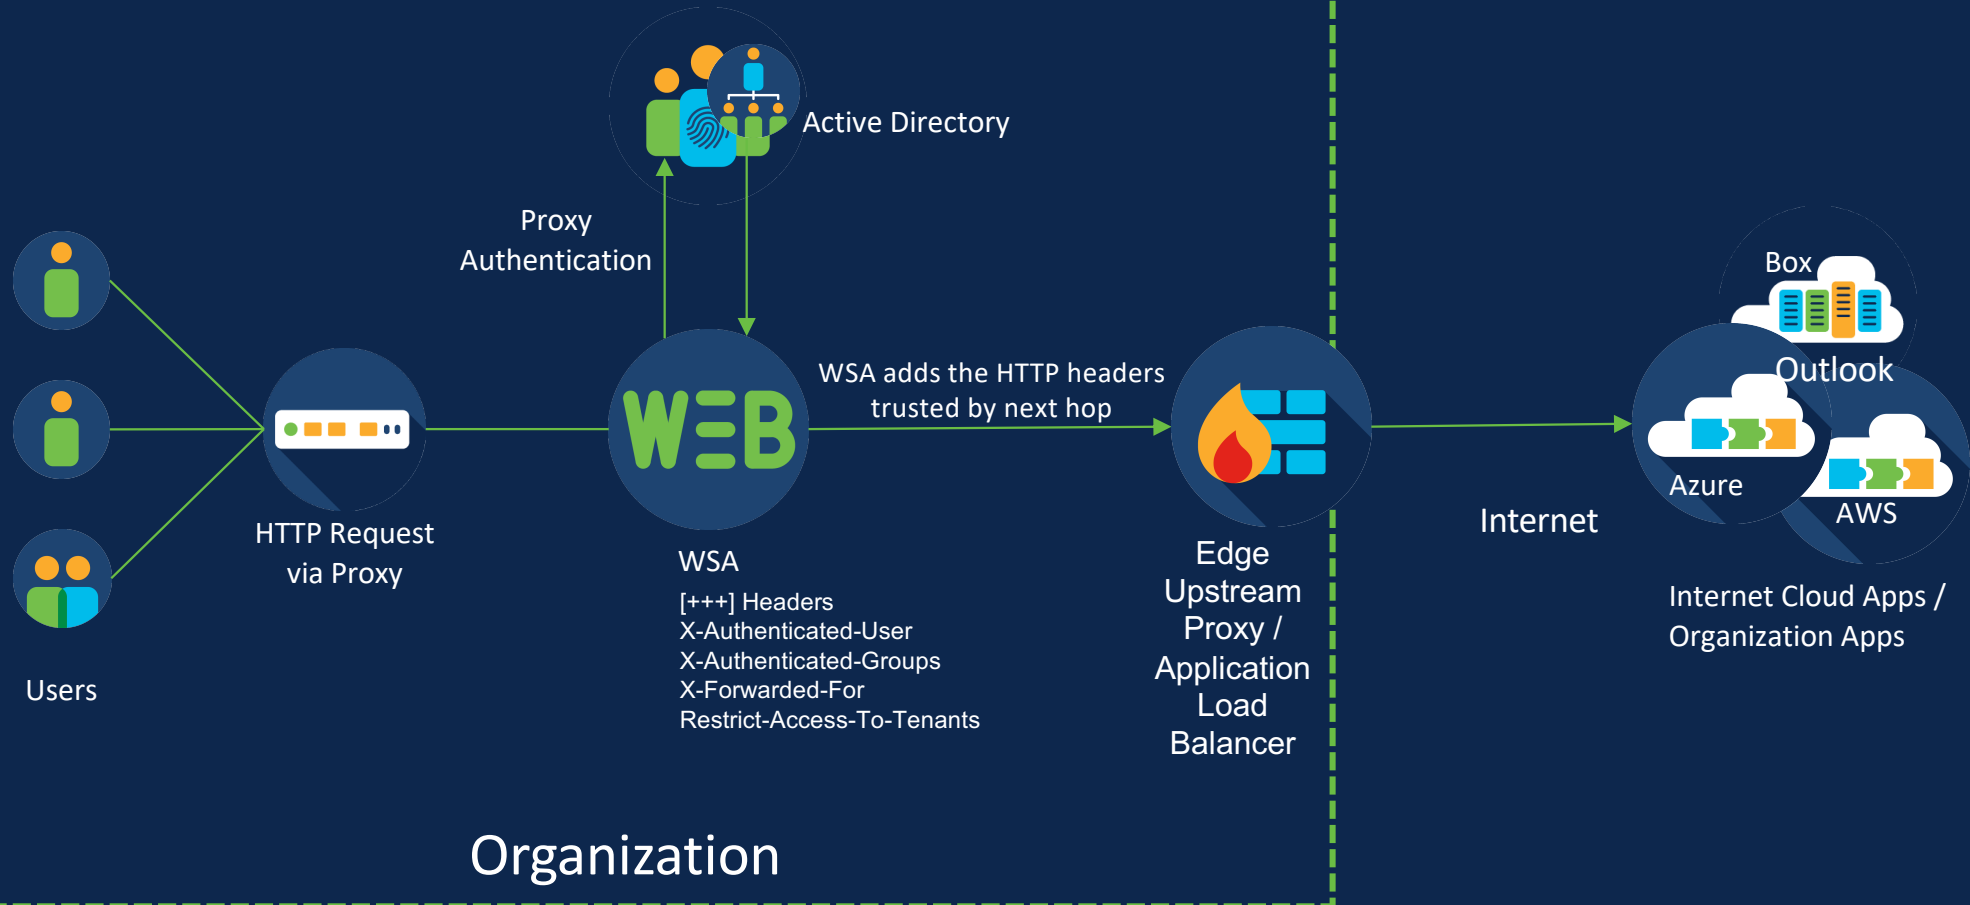 Active Directory
Proxy
Authentication
Box
Outlook
WSA adds the HTTP headers
trusted by next hop
WEB
Azure
AWS
Internet
HTTP Request
via Proxy
WSA
[+++] Headers
X-Authenticated-User
X-Authenticated-Groups
X-Forwarded-For
Restrict-Access-To-Tenants
Edge
Upstream
Proxy /
Application
Load
Balancer
Internet Cloud Apps /
Organization Apps
Users
Organization